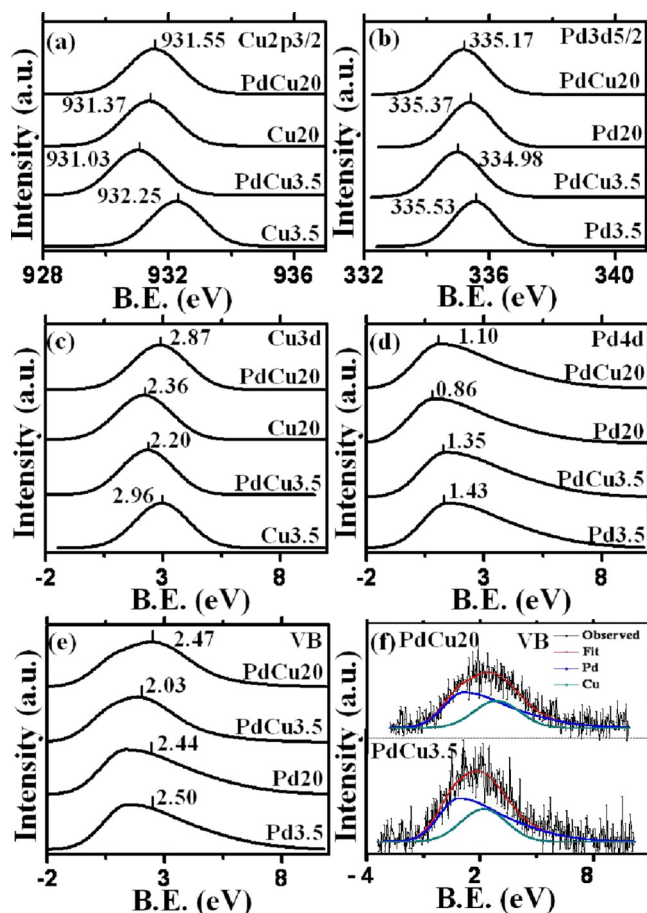 (a) 931.55 Cu2p3/2
PdCu20
931.37
Cu20
931.03
PdCu3.5
932.25
Cu3.5
928 932 936
B.E. (eV)
Intensity (a.u.)
(b) 335.17 Pd3d5/2
PdCu20
335.37
Pd20
334.98
PdCu3.5
335.53
Pd3.5
332 336 340
B.E. (eV)
Intensity (a.u.)
(c) Cu3d
2.87
PdCu20
2.36
Cu20
2.20
PdCu3.5
2.96
Cu3.5
-2 3 8
B.E. (eV)
Intensity (a.u.)
(d) 1.10 Pd4d
PdCu20
0.86
Pd20
1.35
PdCu3.5
1.43
Pd3.5
-2 3 8
B.E. (eV)
Intensity (a.u.)
(e) VB
2.47
PdCu20
2.03
PdCu3.5
2.44
Pd20
2.50
Pd3.5
-2 3 8
B.E. (eV)
Intensity (a.u.)
(f) PdCu20 VB
Observed
Fit
Pd
Cu
PdCu3.5
-4 2 8
B.E. (eV)
Intensity (a.u.)